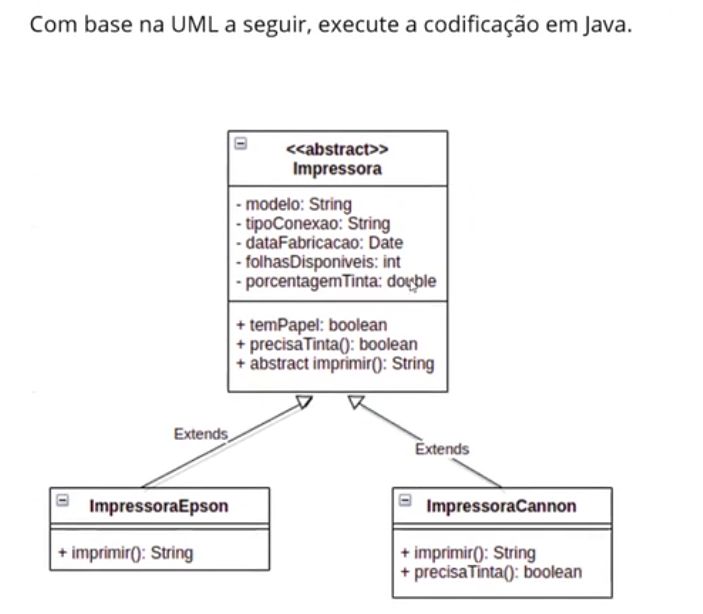 Com base na UML a seguir, execute a codificação em Java.
<<abstract>>
Impressora
- modelo: String
- tipoConexao: String
- dataFabricacao: Date
- folhasDisponiveis: int
- porcentagemTinta: double
+ temPapel: boolean
+ precisaTinta(): boolean
+ abstract imprimir(): String
Extends
Extends
ImpressoraEpson
+ imprimir(): String
ImpressoraCannon
+ imprimir(): String
+ precisaTinta(): boolean